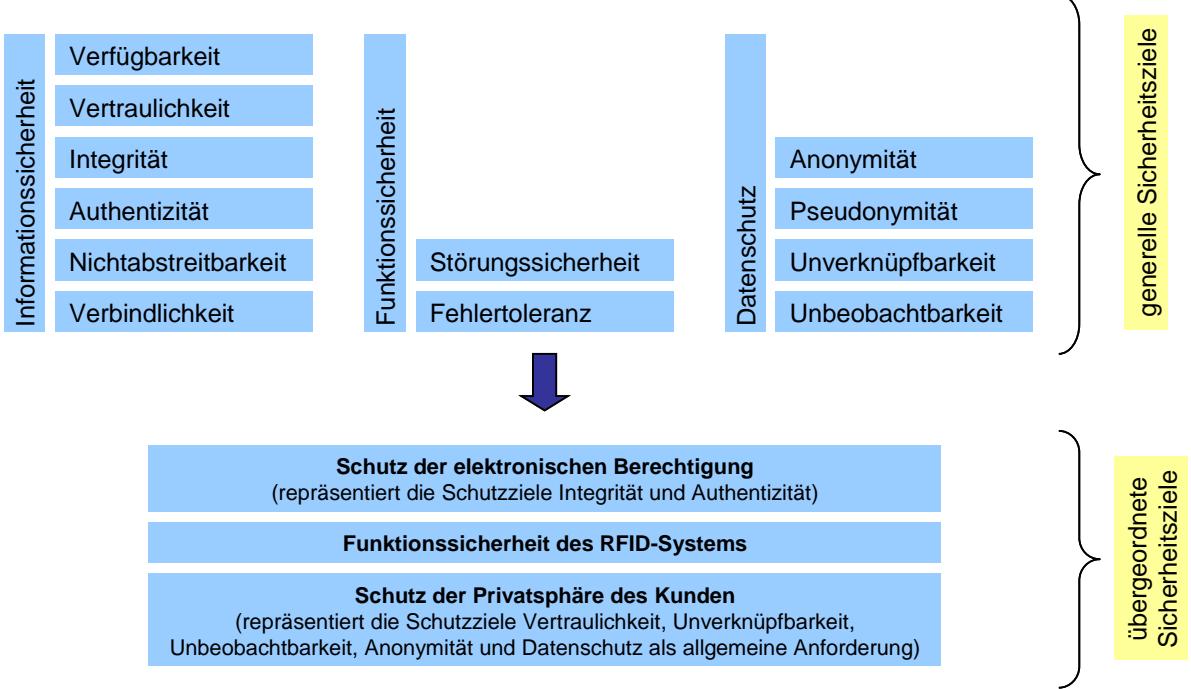 Informationssicherheit
Verfügbarkeit
Vertraulichkeit
Integrität
Authentizität
Nichtabstreitbarkeit
Verbindlichkeit
Funktionssicherheit
Störungssicherheit
Fehlertoleranz
Datenschutz
Anonymität
Pseudonymität
Unverknüpfbarkeit
Unbeobachtbarkeit
generelle Sicherheitsziele
Schutz der elektronischen Berechtigung
(repräsentiert die Schutzziele Integrität und Authentizität)
Funktionssicherheit des RFID-Systems
Schutz der Privatsphäre des Kunden
(repräsentiert die Schutzziele Vertraulichkeit, Unverknüpfbarkeit,
Unbeobachtbarkeit, Anonymität und Datenschutz als allgemeine Anforderung)
übergeordnete
Sicherheitsziele